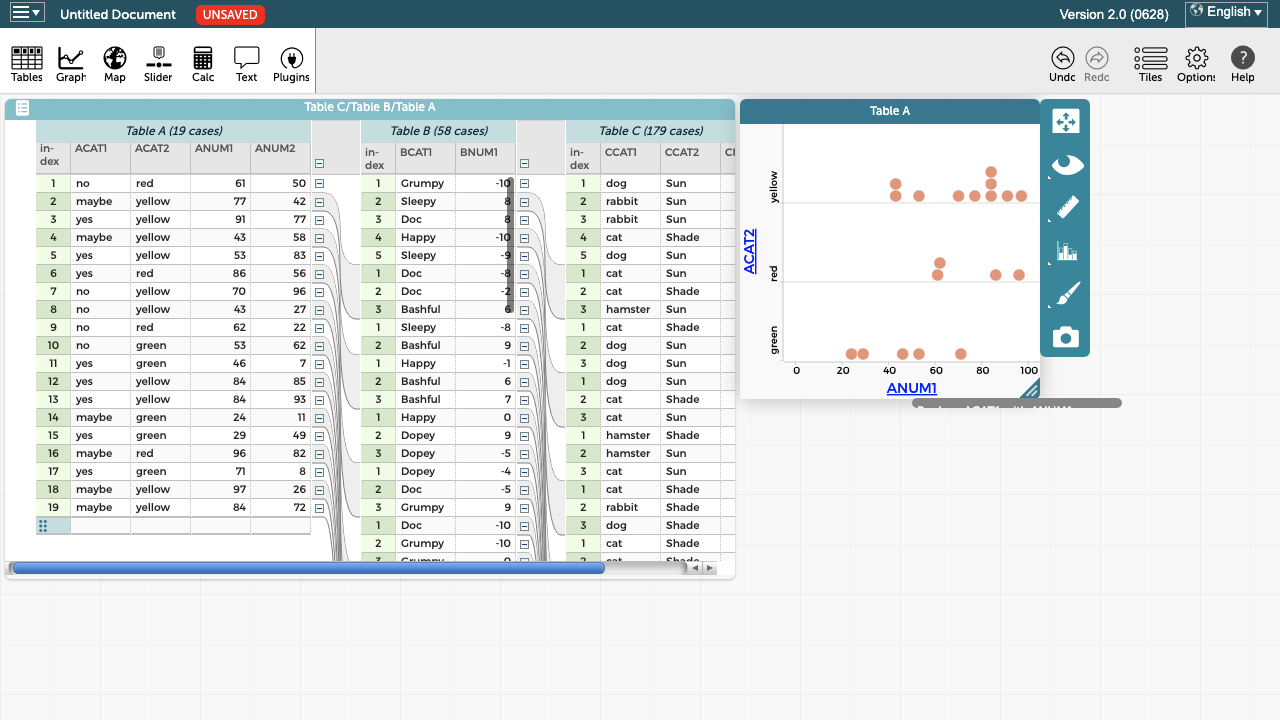 Untitled Document UNSAVED Version 2.0 (0628) English
Tables Graph Map Slider Calc Text Plugins Undo Redo Tiles Options Help
Table C/Table B/Table A
Table A (19 cases) Table B (58 cases) Table C (179 cases)
in-dex ACAT1 ACAT2 ANUM1 ANUM2 in-dex BCAT1 BNUM1 in-dex CCAT1 CCAT2
1 no red 61 50 1 Grumpy -10 1 dog Sun
2 maybe yellow 77 42 2 Sleepy 8 2 rabbit Sun
3 yes yellow 91 77 3 Doc 8 3 rabbit Sun
4 maybe yellow 43 58 4 Happy -10 4 cat Shade
5 yes yellow 53 83 5 Sleepy -9 5 dog Sun
6 yes red 86 56 1 Doc -8 1 cat Sun
7 no yellow 70 96 2 Doc -2 2 cat Shade
8 no yellow 43 27 3 Bashful 6 3 hamster Sun
9 no red 62 22 1 Sleepy -8 1 cat Shade
10 no green 53 62 2 Bashful 9 2 dog Sun
11 yes green 46 7 1 Happy -1 3 dog Sun
12 yes yellow 84 85 2 Bashful 6 1 dog Sun
13 yes yellow 84 93 3 Bashful 7 2 cat Shade
14 maybe green 24 11 1 Happy 0 3 cat Sun
15 yes green 29 49 2 Dopey 9 1 hamster Shade
16 maybe red 96 82 3 Dopey -5 2 hamster Sun
17 yes green 71 8 1 Dopey -4 3 cat Sun
18 maybe yellow 97 26 2 Doc -5 1 cat Shade
19 maybe yellow 84 72 3 Grumpy 9 2 rabbit Shade
1 Doc -10 3 dog Shade
2 Grumpy -10 1 cat Shade
Table A
yellow
red
green
ACAT2
0 20 40 60 80 100
ANUM1